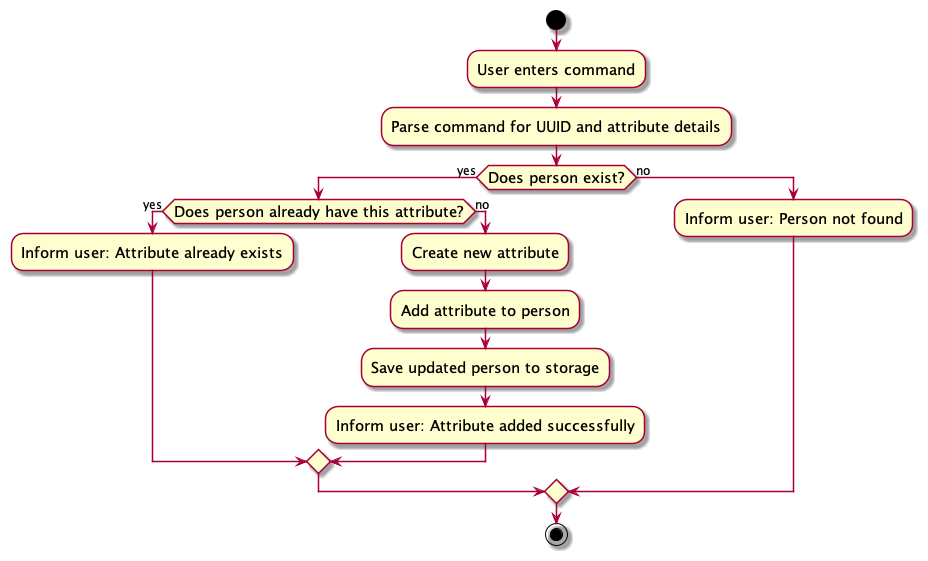 User enters command
Parse command for UUID and attribute details
yes
Does person exist?
no
yes
Does person already have this attribute?
no
Inform user: Person not found
Inform user: Attribute already exists
Create new attribute
Add attribute to person
Save updated person to storage
Inform user: Attribute added successfully